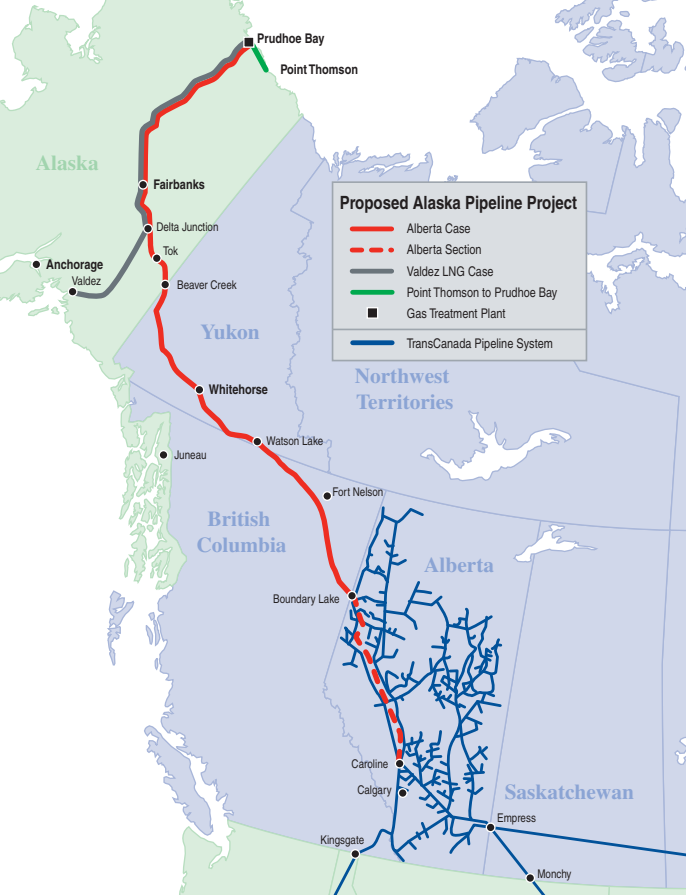 Prudhoe Bay
Point Thomson
Alaska
Fairbanks
Delta Junction
Tok
Anchorage
Valdez
Beaver Creek
Yukon
Proposed Alaska Pipeline Project
Alberta Case
Alberta Section
Valdez LNG Case
Point Thomson to Prudhoe Bay
Gas Treatment Plant
TransCanada Pipeline System
Northwest
Territories
Whitehorse
Watson Lake
Juneau
Fort Nelson
British
Columbia
Alberta
Boundary Lake
Caroline
Calgary
Saskatchewan
Empress
Kingsgate
Monchy